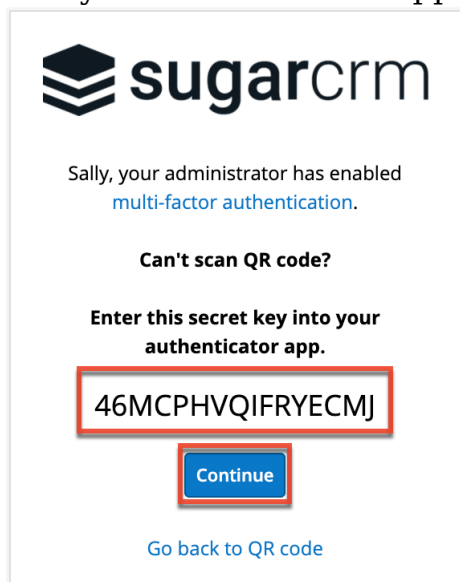 sugarcrm
Sally, your administrator has enabled
multi-factor authentication.
Can't scan QR code?
Enter this secret key into your
authenticator app.
46MCPHVQIFRYECMJ
Continue
Go back to QR code